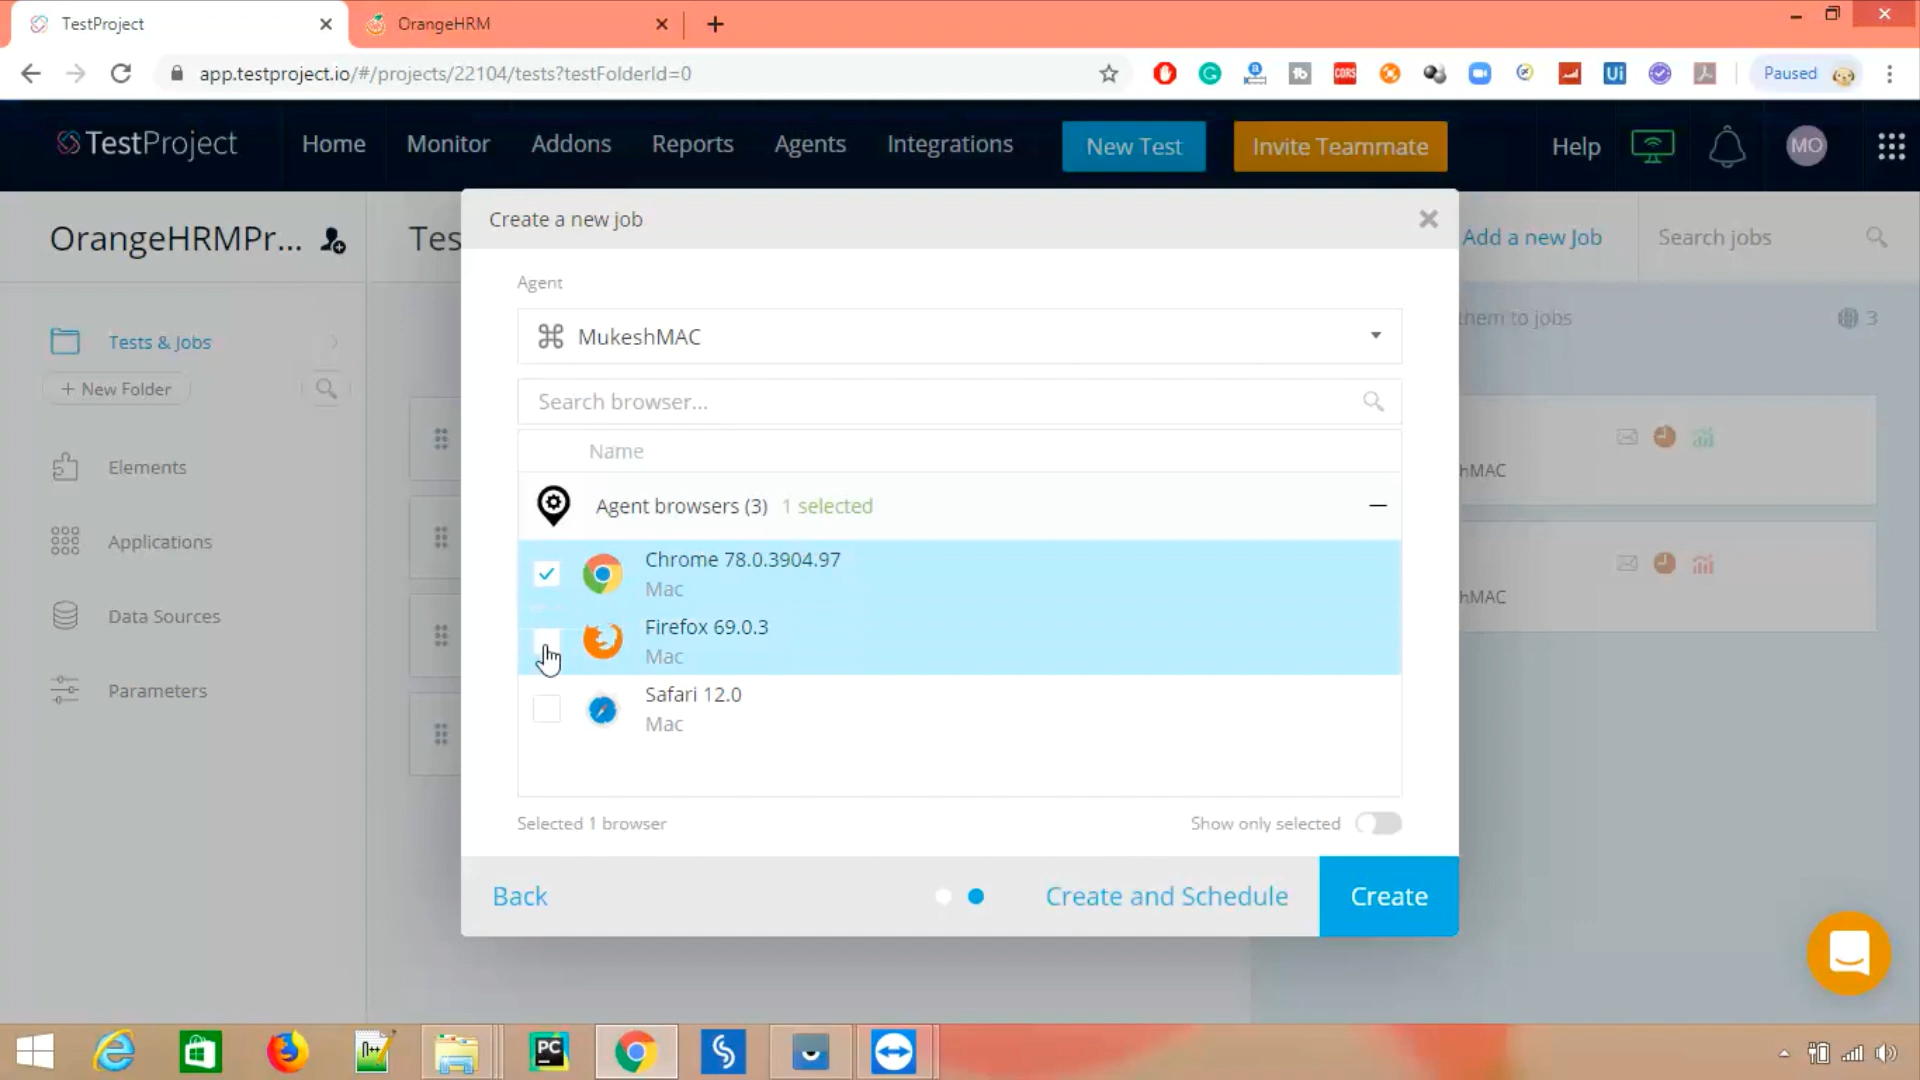 TestProject
OrangeHRM
app.testproject.io/#/projects/22104/tests?testFolderId=0
CORS
Ui
Paused
TestProject
Home
Monitor
Addons
Reports
Agents
Integrations
New Test
Invite Teammate
Help
MO
OrangeHRMPr...
Tes
Create a new job
Add a new Job
Search jobs
Agent
them to jobs
3
Tests & Jobs
MukeshMAC
+ New Folder
Search browser...
Name
Elements
hMAC
Agent browsers (3) 1 selected
Applications
Chrome 78.0.3904.97
Mac
hMAC
Data Sources
Firefox 69.0.3
Mac
Parameters
Safari 12.0
Mac
Selected 1 browser
Show only selected
Back
Create and Schedule
Create
PC